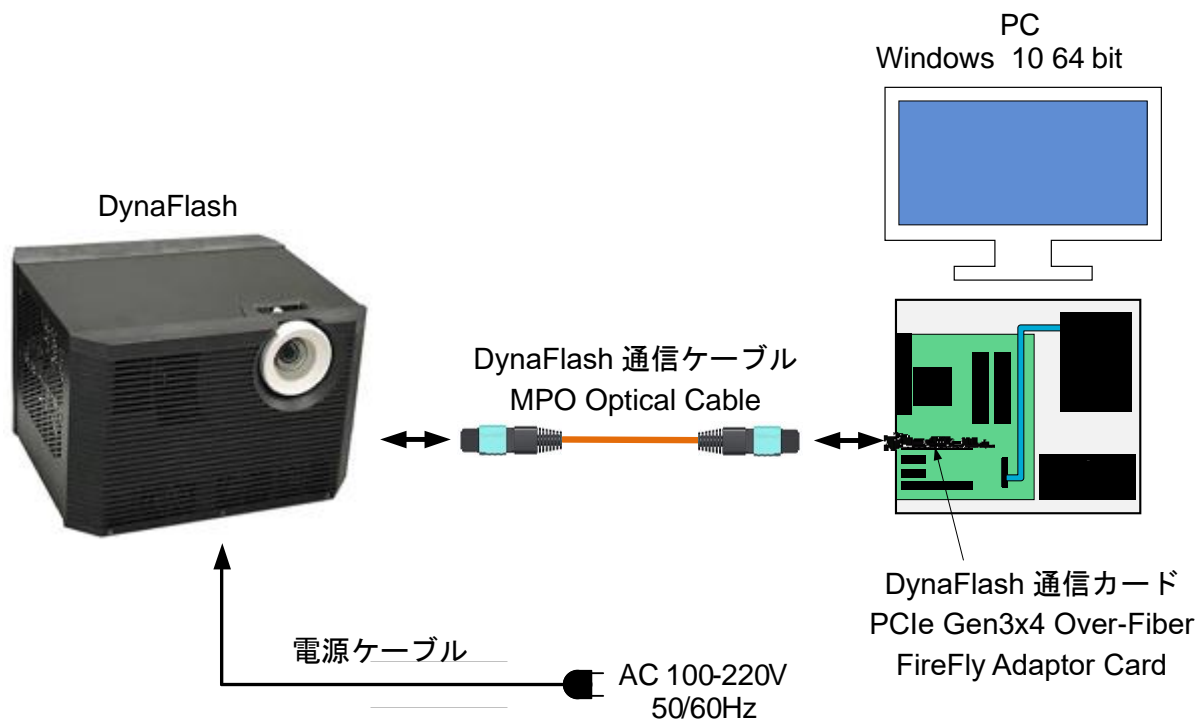 PC
Windows 10 64 bit
DynaFlash
DynaFlash 通信ケーブル
MPO Optical Cable
DynaFlash 通信カード
PCIe Gen3x4 Over-Fiber
FireFly Adaptor Card
電源ケーブル
AC 100-220V
50/60Hz